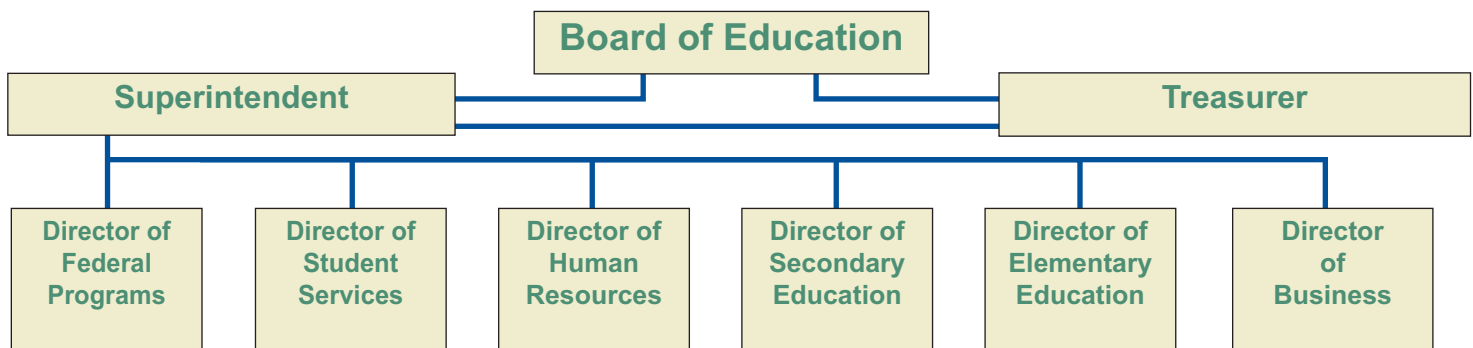 Board of Education
Superintendent
Treasurer
Director of
Federal
Programs
Director of
Student
Services
Director of
Human
Resources
Director of
Secondary
Education
Director of
Elementary
Education
Director
of
Business